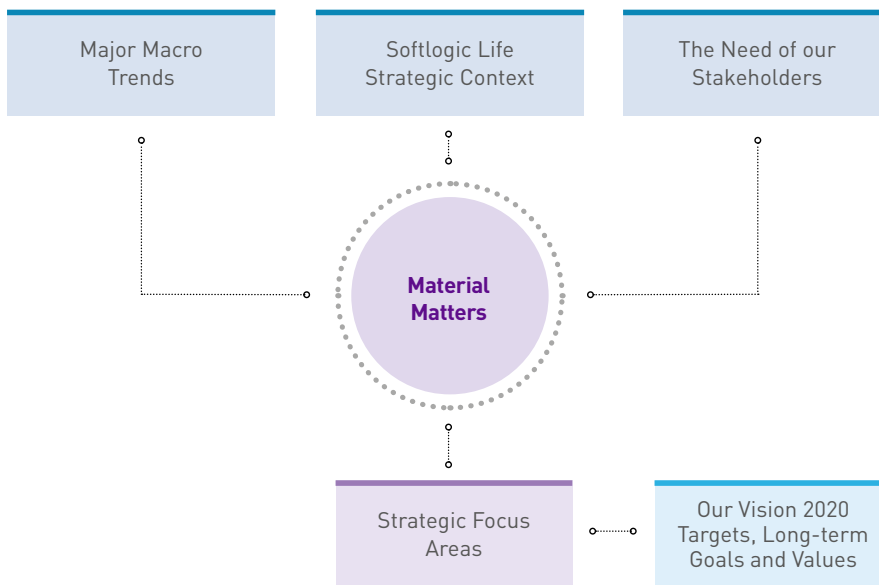 Major Macro
Trends
Softlogic Life
Strategic Context
The Need of our
Stakeholders
Material
Matters
Strategic Focus
Areas
Our Vision 2020
Targets, Long-term
Goals and Values